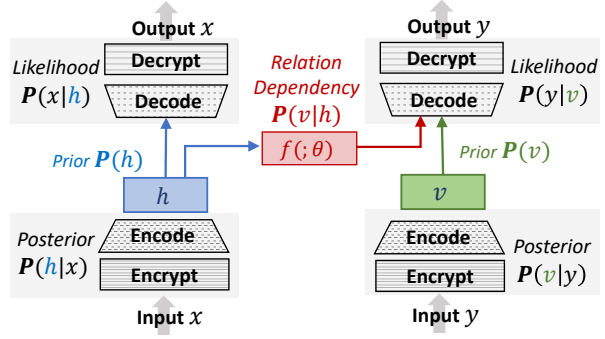 Output x
Output y
Decrypt
Decode
Likelihood
P(x|h)
Relation
Dependency
P(v|h)
Decrypt
Decode
Likelihood
P(y|v)
Prior P(h)
f(; θ)
Prior P(v)
h
v
Posterior
P(h|x)
Encode
Encrypt
Encode
Encrypt
Posterior
P(v|y)
Input x
Input y